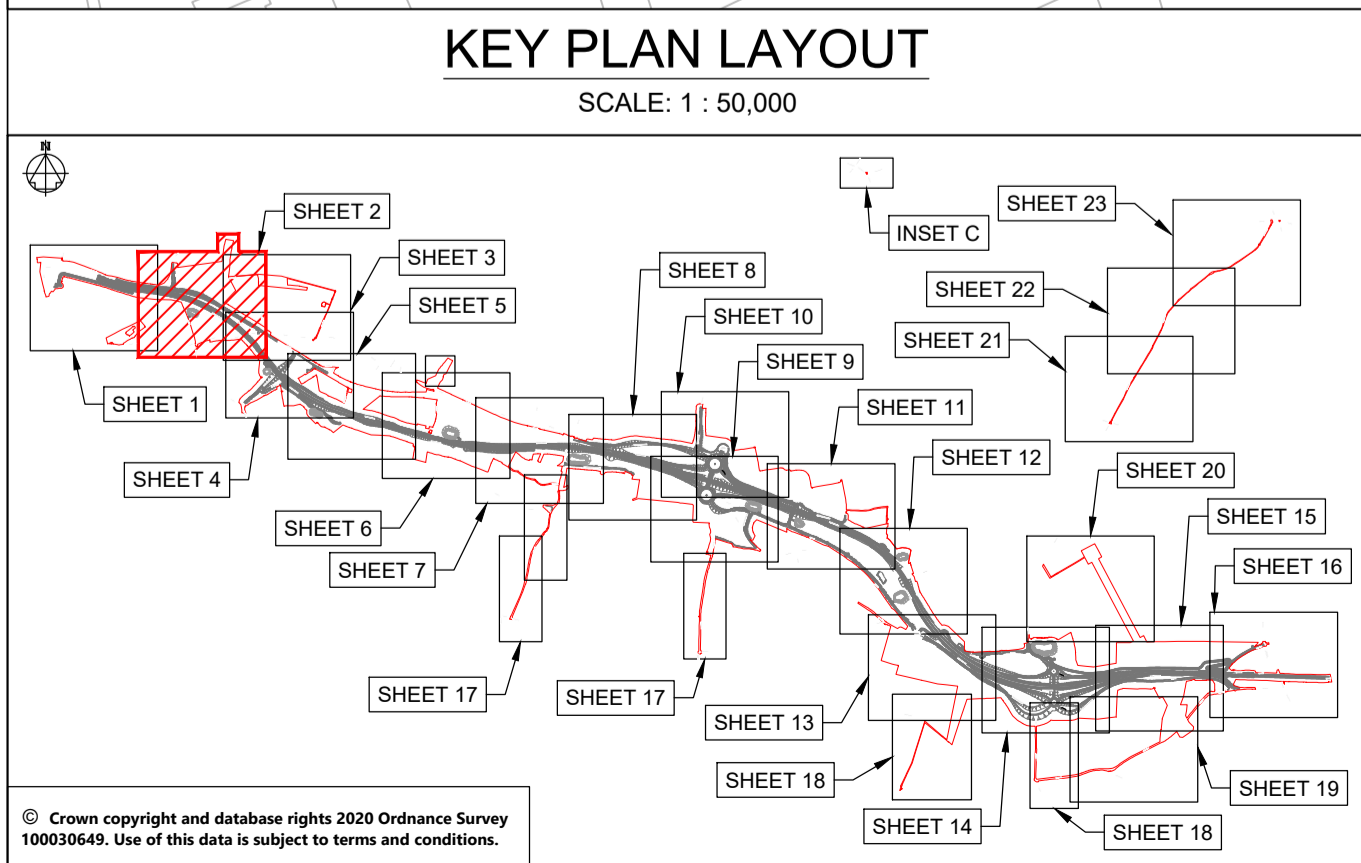 KEY PLAN LAYOUT
SCALE: 1 : 50,000
N
SHEET 2
SHEET 3
SHEET 5
SHEET 1
SHEET 4
SHEET 6
SHEET 7
SHEET 8
SHEET 10
SHEET 9
SHEET 11
SHEET 12
INSET C
SHEET 23
SHEET 22
SHEET 21
SHEET 20
SHEET 15
SHEET 16
SHEET 17
SHEET 17
SHEET 13
SHEET 18
SHEET 14
SHEET 18
SHEET 19
© Crown copyright and database rights 2020 Ordnance Survey
100030649. Use of this data is subject to terms and conditions.